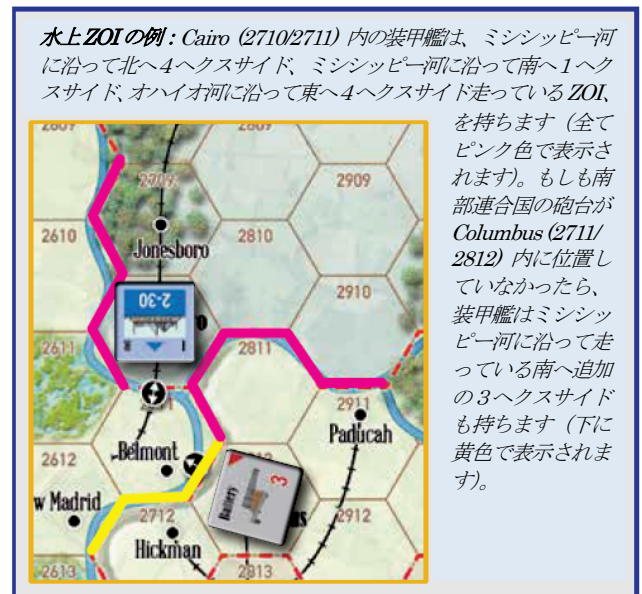 水上ZOIの例：Cairo (2710/2711) 内の装甲艦は、ミシシッピー河
に沿って北へ４ヘクスサイド、ミシシッピー河に沿って南へ１ヘク
スサイド、オハイオ河に沿って東へ４ヘクスサイド走っているZOI、
を持ちます（全て
ピンク色で表示さ
れます)。もしも南
部連合国の砲台が
Columbus (2711/
2812) 内に位置し
ていなかったら、
装甲艦はミシシッ
ピー河に沿って走
っている南へ追加
の３ヘクスサイド
も持ちます（下に
黄色で表示されま
す)。
2609
2809
2709
2909
2610
Jonesboro
2810
2-30
2910
2611
2811
2911
Paducah
Belmont
2612
Battery
3
w Madrid
2712
2912
Hickman
2613
2813